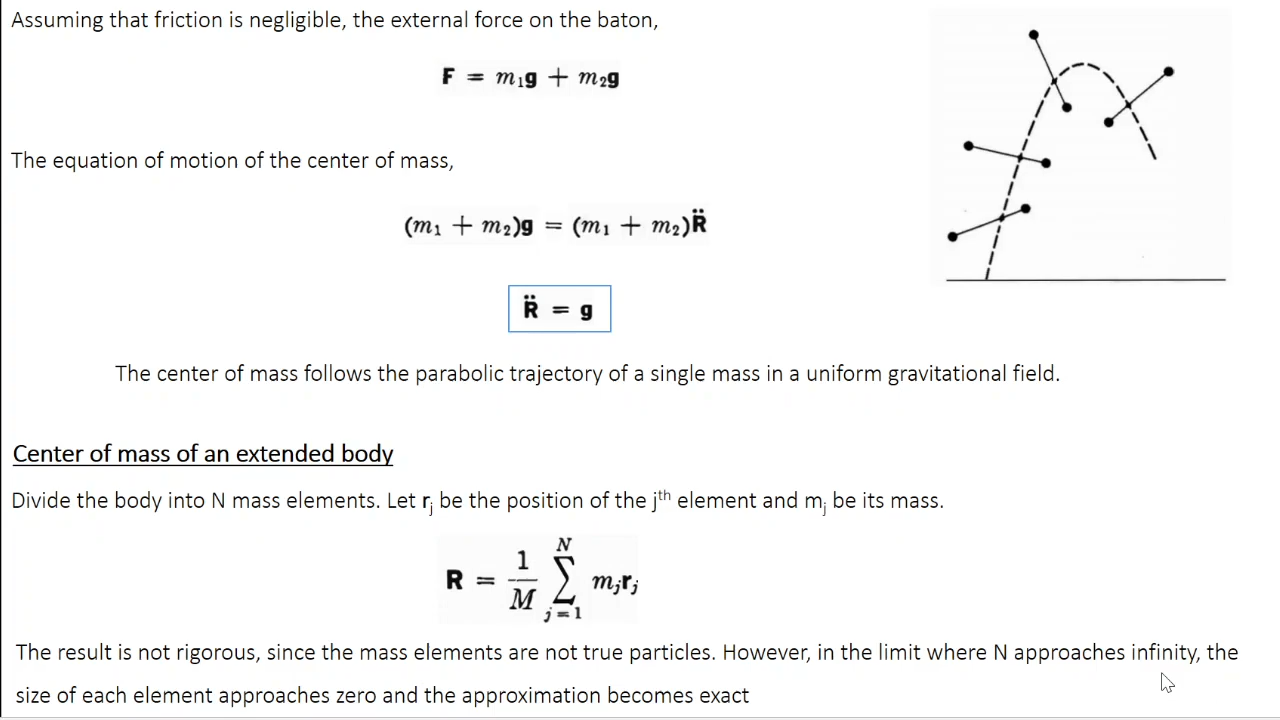 Assuming that friction is negligible, the external force on the baton,
F = m₁g + m₂g
The equation of motion of the center of mass,
(m₁ + m₂)g = (m₁ + m₂)R̈
R̈ = g
The center of mass follows the parabolic trajectory of a single mass in a uniform gravitational field.
Center of mass of an extended body
Divide the body into N mass elements. Let rⱼ be the position of the jᵗʰ element and mⱼ be its mass.
R = 1/M ∑_{j=1}^{N} mⱼrⱼ
The result is not rigorous, since the mass elements are not true particles. However, in the limit where N approaches infinity, the
size of each element approaches zero and the approximation becomes exact